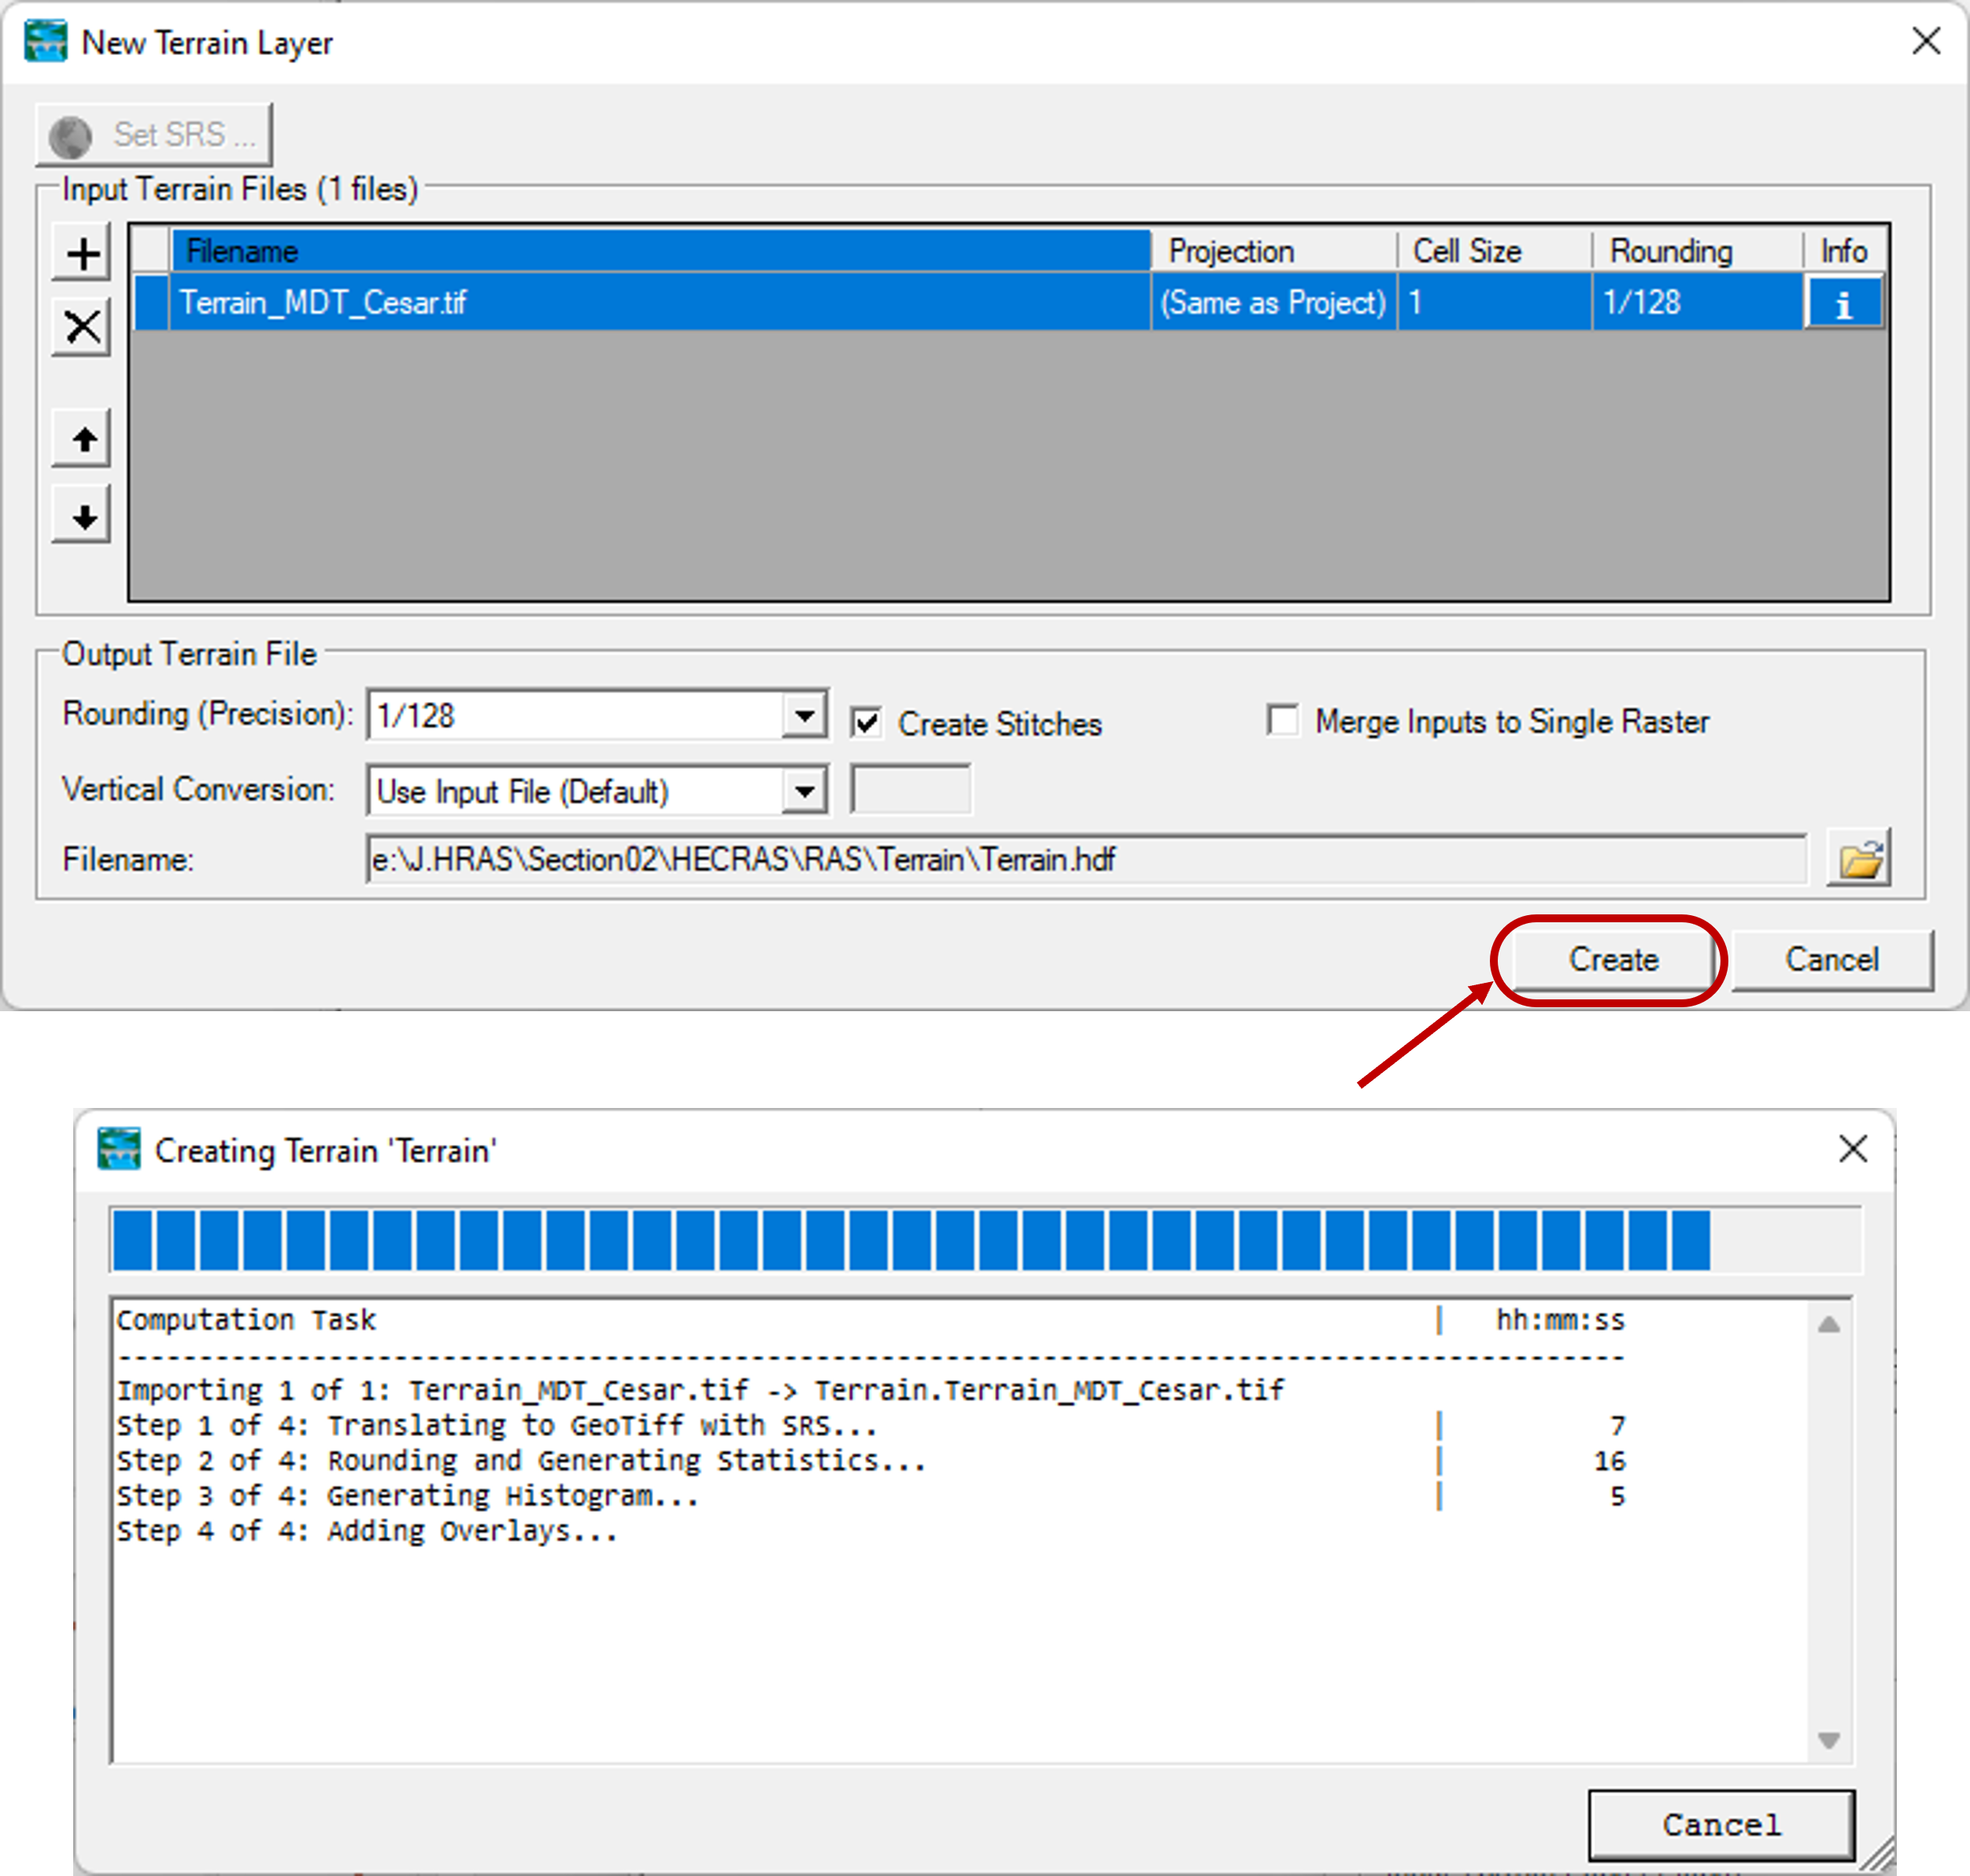 New Terrain Layer
Set SRS ...
Input Terrain Files (1 files)
Filename Projection Cell Size Rounding Info
Terrain_MDT_Cesar.tif (Same as Project) 1 1/128 i
Output Terrain File
Rounding (Precision): 1/128 Create Stitches Merge Inputs to Single Raster
Vertical Conversion: Use Input File (Default)
Filename: e:\J.HRAS\Section02\HECRAS\RAS\Terrain\Terrain.hdf
Create Cancel
Creating Terrain 'Terrain'
Computation Task | hh:mm:ss
---------------------------------------------------------------------------------------------
Importing 1 of 1: Terrain_MDT_Cesar.tif -> Terrain.Terrain_MDT_Cesar.tif
Step 1 of 4: Translating to GeoTiff with SRS... | 7
Step 2 of 4: Rounding and Generating Statistics... | 16
Step 3 of 4: Generating Histogram... | 5
Step 4 of 4: Adding Overlays...
Cancel